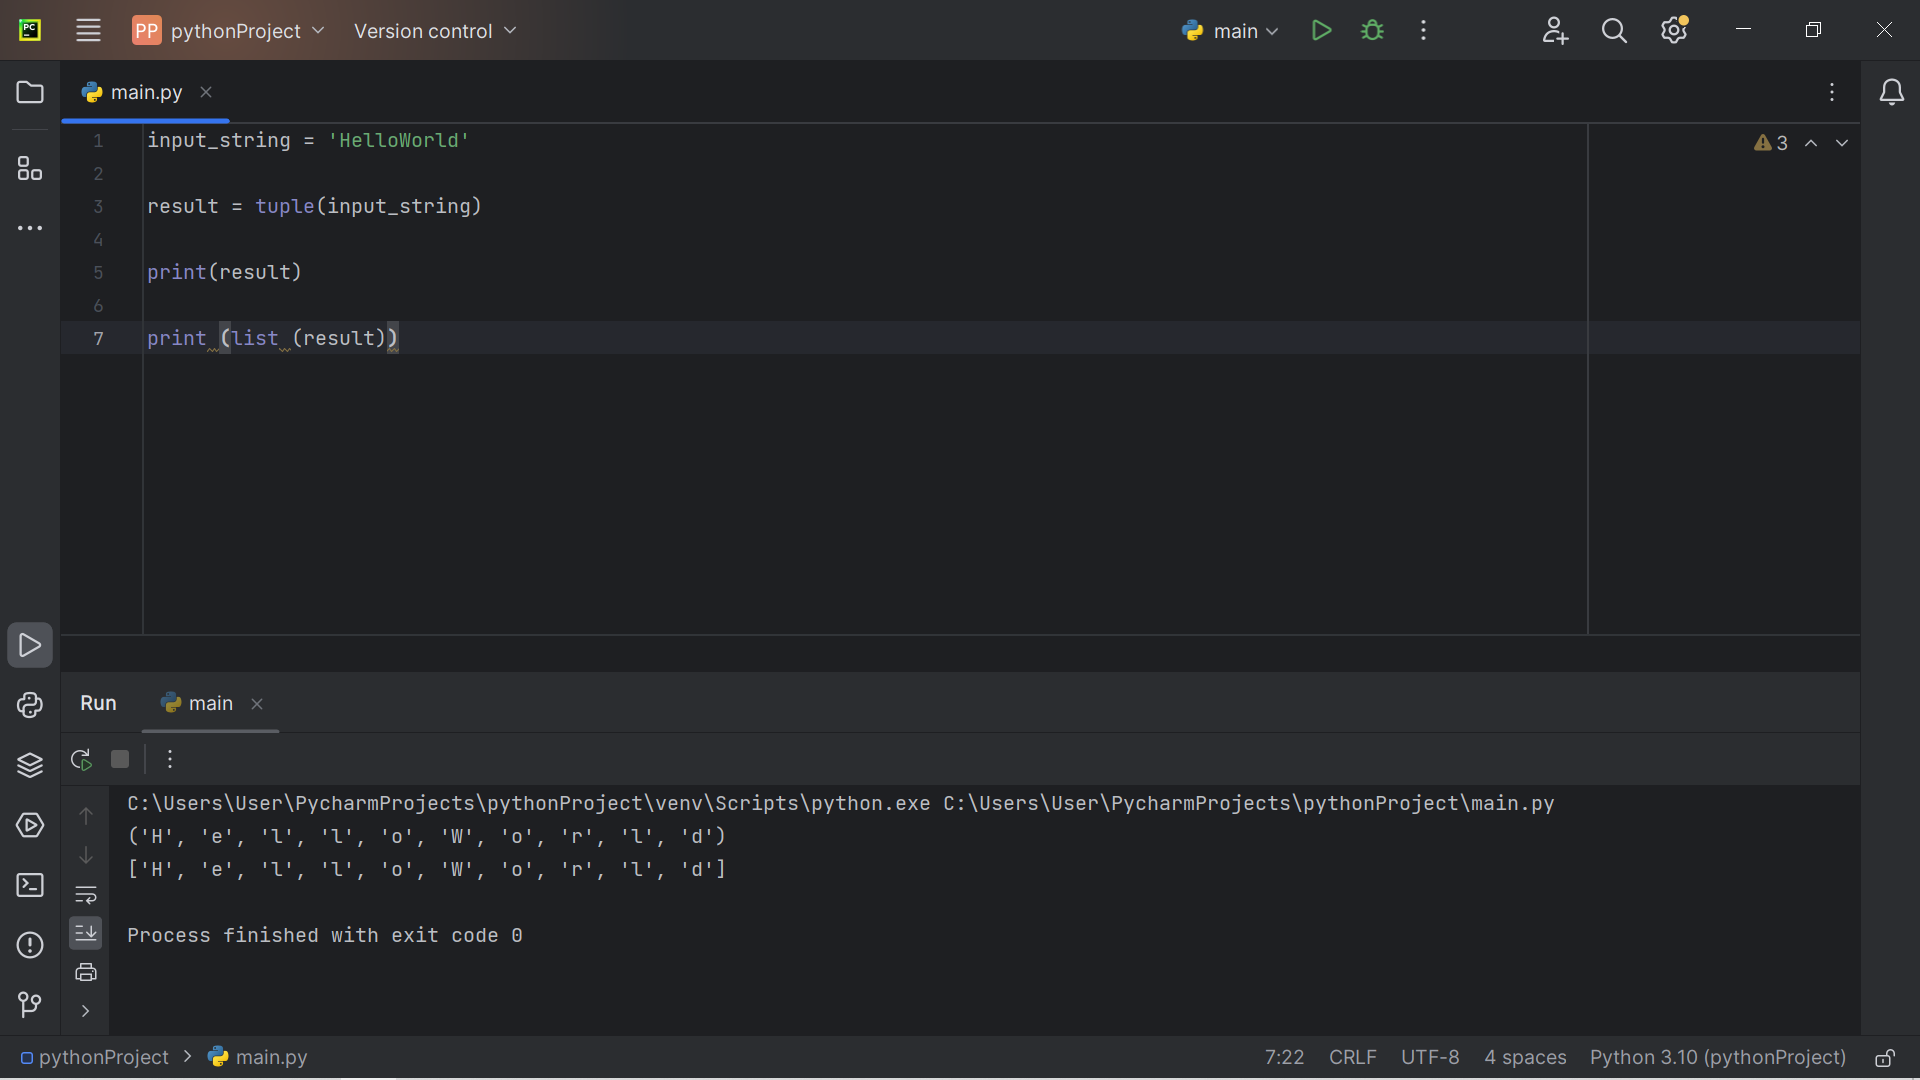 PC
PP pythonProject Version control main
main.py
1 input_string = 'HelloWorld'
2
3 result = tuple(input_string)
4
5 print(result)
6
7 print (list (result))
3
Run main
C:\Users\User\PycharmProjects\pythonProject\venv\Scripts\python.exe C:\Users\User\PycharmProjects\pythonProject\main.py
('H', 'e', 'l', 'l', 'o', 'W', 'o', 'r', 'l', 'd')
['H', 'e', 'l', 'l', 'o', 'W', 'o', 'r', 'l', 'd']
Process finished with exit code 0
pythonProject > main.py 7:22 CRLF UTF-8 4 spaces Python 3.10 (pythonProject)